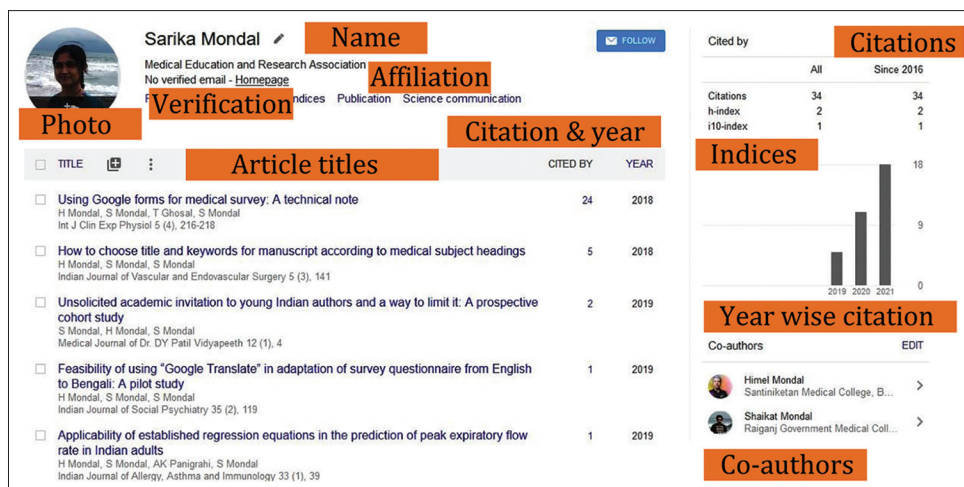 Sarika Mondal
Name
FOLLOW
Medical Education and Research Association
Affiliation
No verified email - Homepage
Verification
ndices Publication Science communication
Photo
Citation & year
TITLE
Article titles
CITED BY YEAR
Using Google forms for medical survey: A technical note 24 2018
H Mondal, S Mondal, T Ghosal, S Mondal
Int J Clin Exp Physiol 5 (4), 216-218
How to choose title and keywords for manuscript according to medical subject headings 5 2018
H Mondal, S Mondal, S Mondal
Indian Journal of Vascular and Endovascular Surgery 5 (3), 141
Unsolicited academic invitation to young Indian authors and a way to limit it: A prospective 2 2019
cohort study
S Mondal, H Mondal, S Mondal
Medical Journal of Dr. DY Patil Vidyapeeth 12 (1), 4
Feasibility of using “Google Translate” in adaptation of survey questionnaire from English 1 2019
to Bengali: A pilot study
H Mondal, S Mondal, S Mondal
Indian Journal of Social Psychiatry 35 (2), 119
Applicability of established regression equations in the prediction of peak expiratory flow 1 2019
rate in Indian adults
H Mondal, S Mondal, AK Panigrahi, S Mondal
Indian Journal of Allergy, Asthma and Immunology 33 (1), 39
Cited by
Citations
All Since 2016
Citations 34 34
h-index 2 2
i10-index 1 1
Indices
18
9
0
2019 2020 2021
Year wise citation
Co-authors EDIT
Himel Mondal
Santiniketan Medical College, B...
Shaikat Mondal
Raiganj Government Medical Coll...
Co-authors